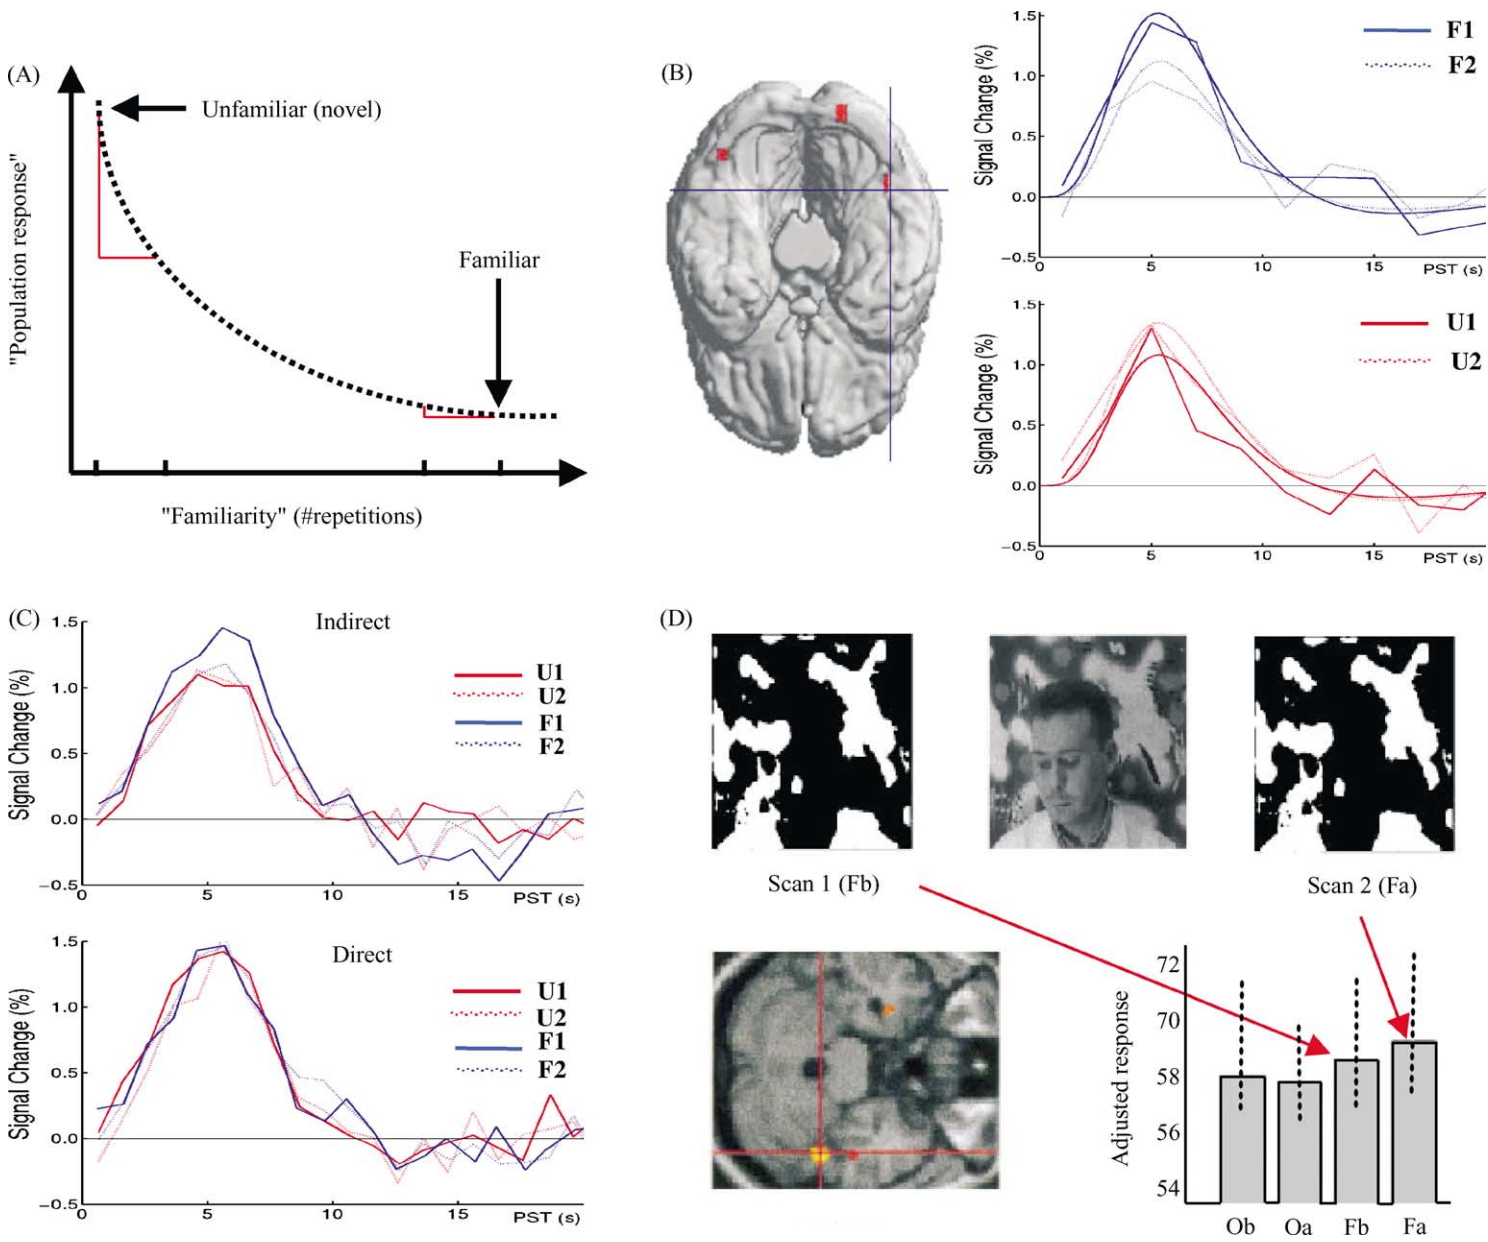 (A)
Unfamiliar (novel)
Familiar
"Population response"
"Familiarity" (#repetitions)
(B)
Signal Change (%)
1.5
1.0
0.5
0.0
−0.5
0
5
10
15
PST (s)
F1
F2
Signal Change (%)
1.5
1.0
0.5
0.0
−0.5
0
5
10
15
PST (s)
U1
U2
(C)
Indirect
Signal Change (%)
1.5
1.0
0.5
0.0
−0.5
0
5
10
15
PST (s)
U1
U2
F1
F2
Direct
Signal Change (%)
1.5
1.0
0.5
0.0
−0.5
0
5
10
15
PST (s)
U1
U2
F1
F2
(D)
Scan 1 (Fb)
Scan 2 (Fa)
Adjusted response
72
70
58
56
54
Ob
Oa
Fb
Fa